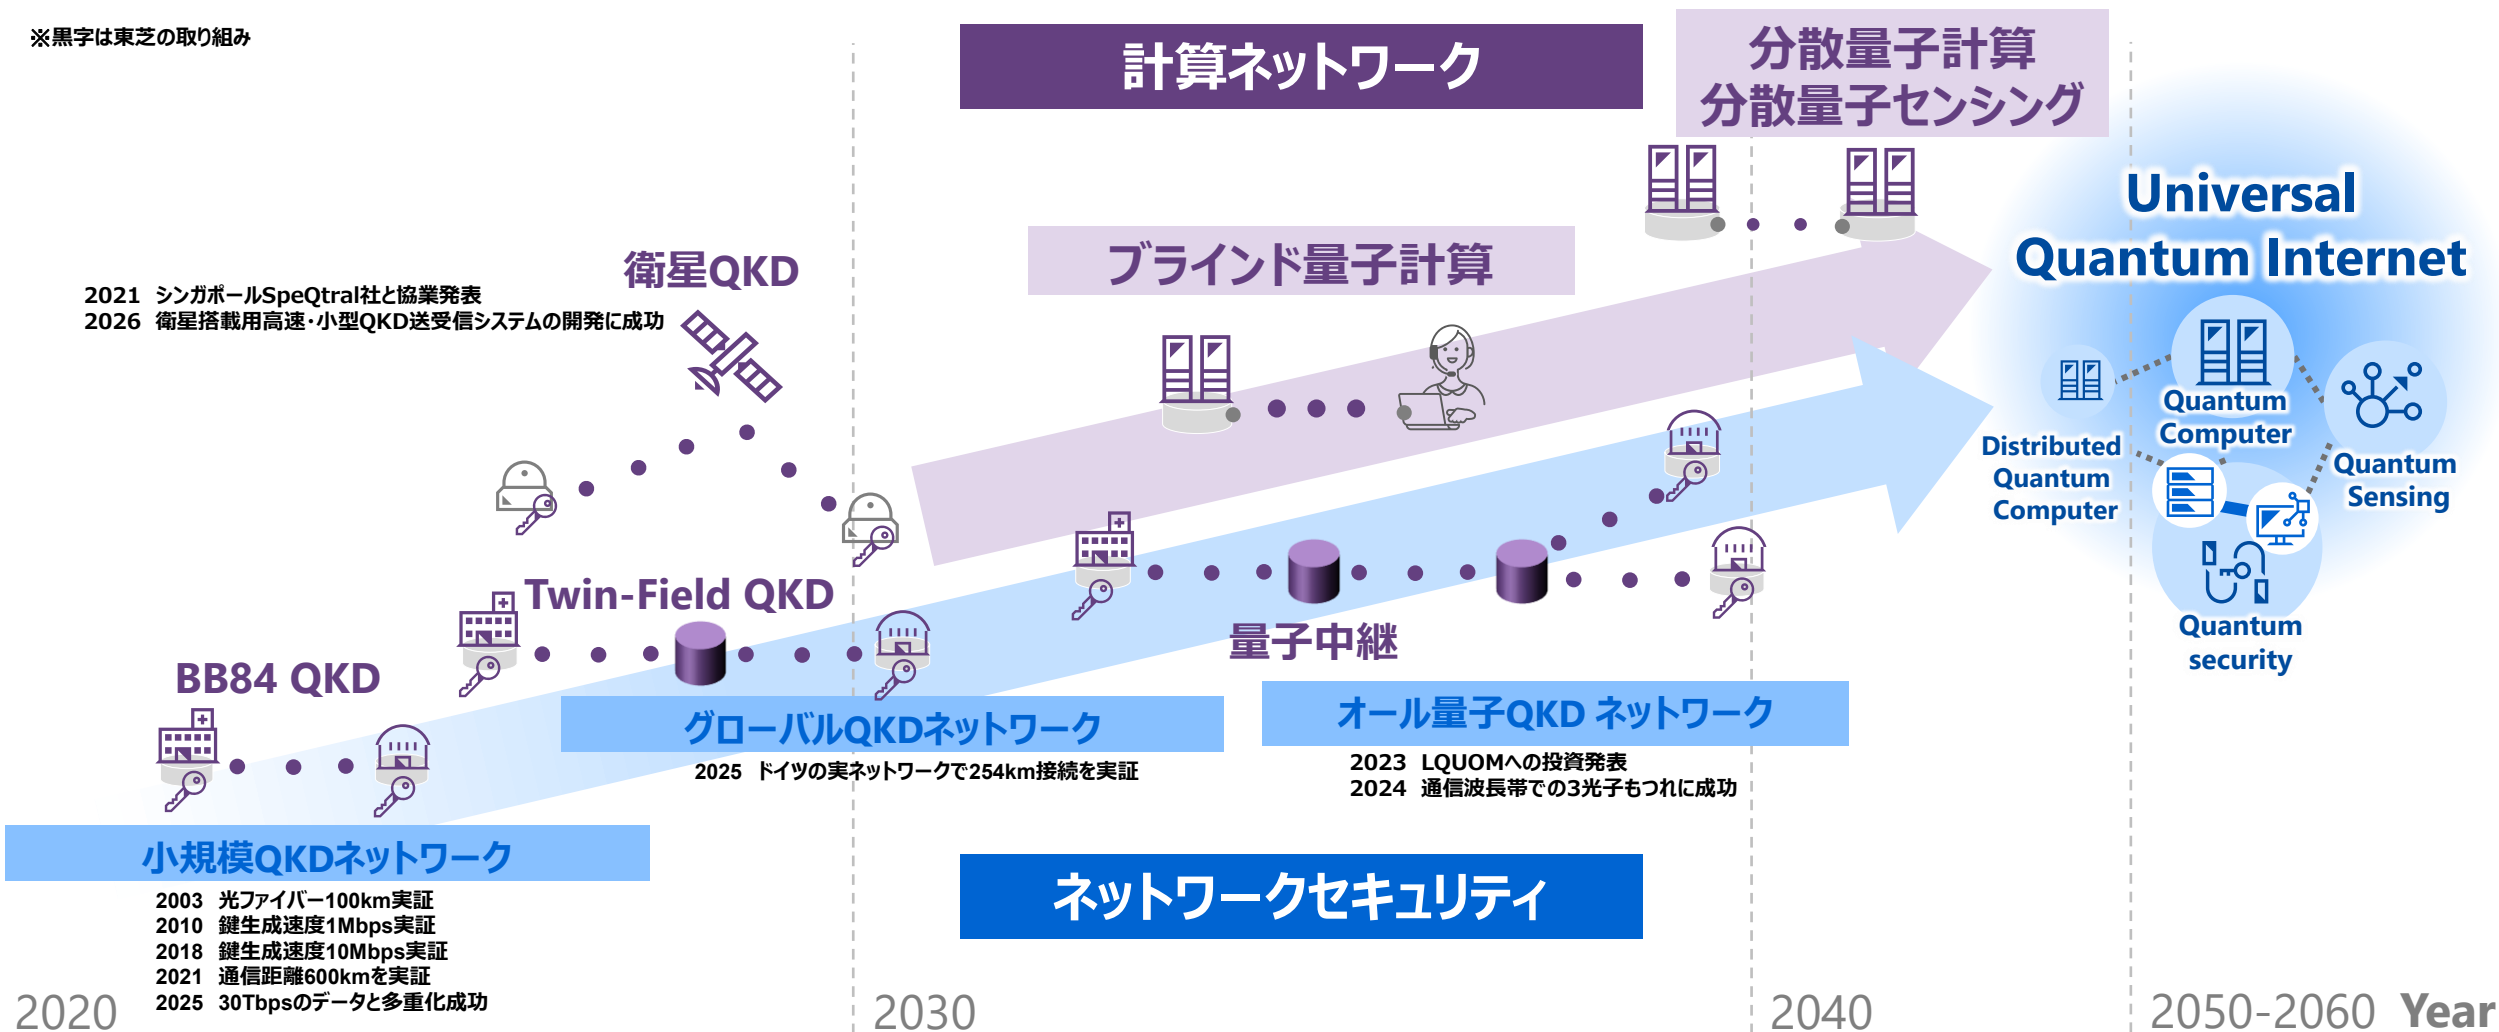 ※黒字は東芝の取り組み
計算ネットワーク
分散量子計算
分散量子センシング
Universal
Quantum Internet
衛星QKD
2021 シンガポールSpeQtral社と協業発表
2026 衛星搭載用高速・小型QKD送受信システムの開発に成功
ブラインド量子計算
Quantum
Computer
Distributed
Quantum
Computer
Quantum
Sensing
Quantum
security
Twin-Field QKD
BB84 QKD
量子中継
グローバルQKDネットワーク
2025 ドイツの実ネットワークで254km接続を実証
オール量子QKD ネットワーク
2023 LQUOMへの投資発表
2024 通信波長帯での3光子もつれに成功
小規模QKDネットワーク
2003 光ファイバー100km実証
2010 鍵生成速度1Mbps実証
2018 鍵生成速度10Mbps実証
2021 通信距離600kmを実証
2025 30Tbpsのデータと多重化成功
ネットワークセキュリティ
2020
2030
2040
2050-2060 Year